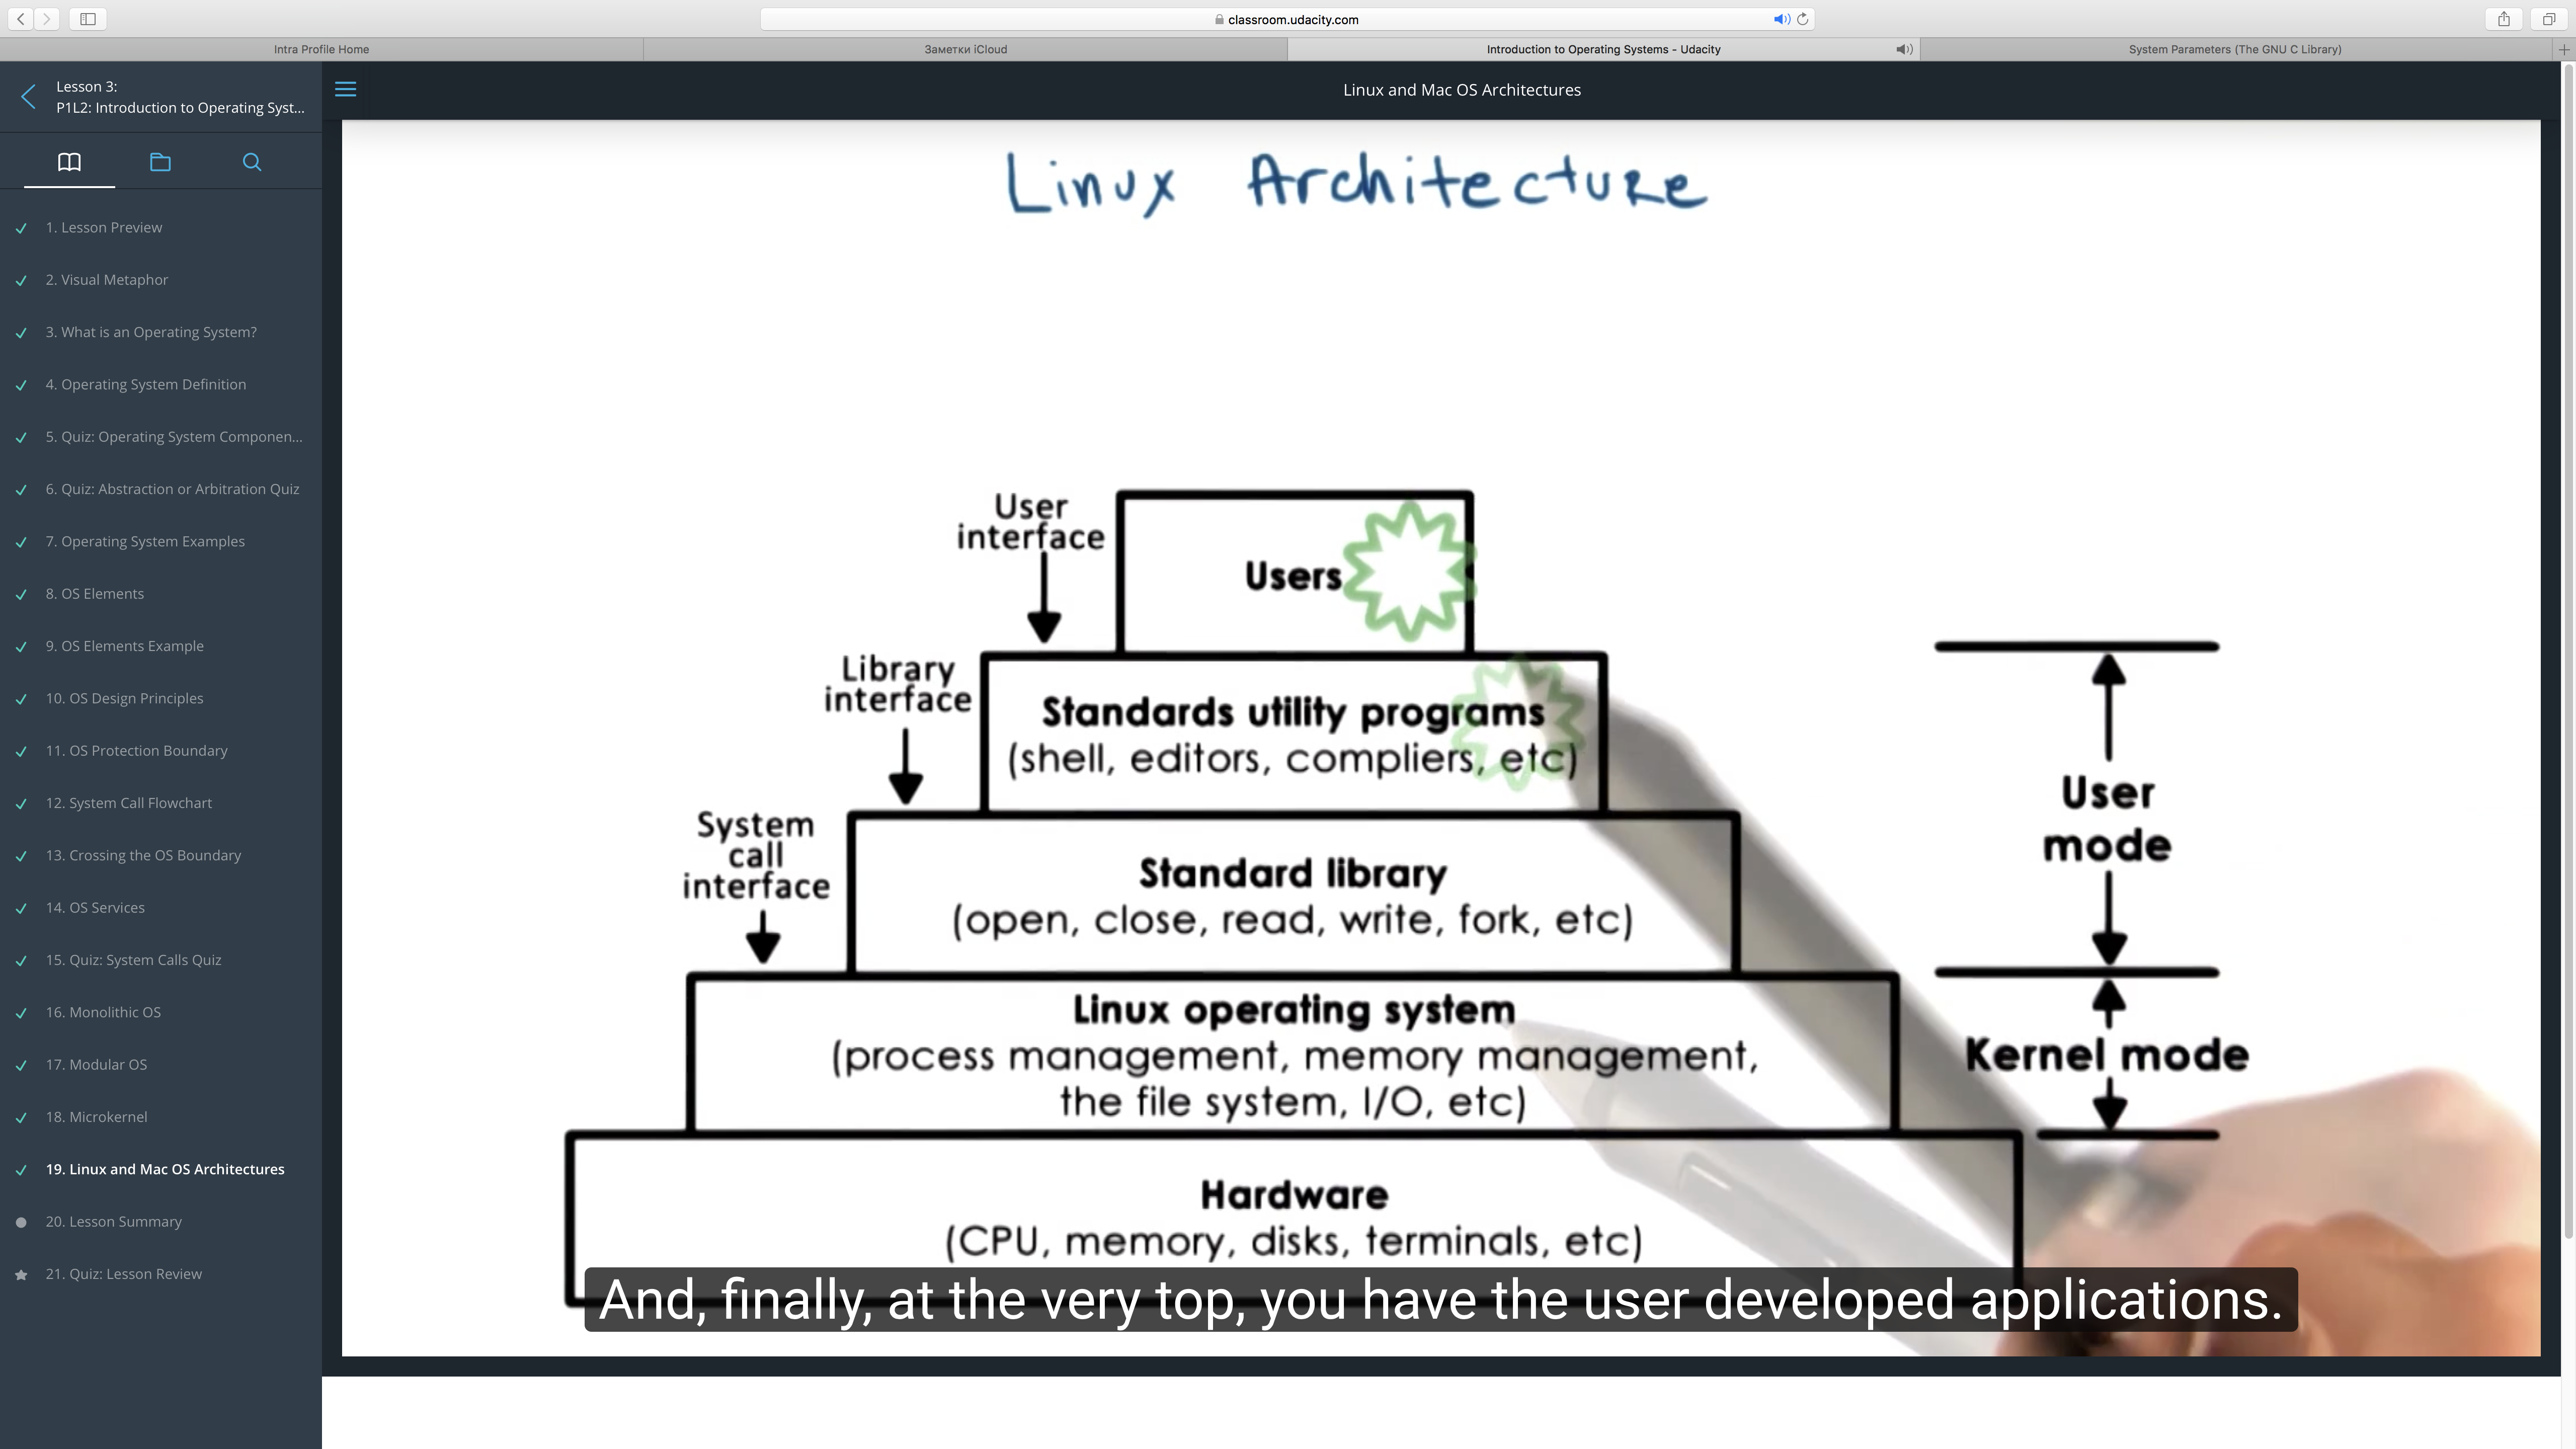 classroom.udacity.com
Intra Profile Home
Заметки iCloud
Introduction to Operating Systems - Udacity
System Parameters (The GNU C Library)
Lesson 3:
P1L2: Introduction to Operating Syst...
1. Lesson Preview
2. Visual Metaphor
3. What is an Operating System?
4. Operating System Definition
5. Quiz: Operating System Componen...
6. Quiz: Abstraction or Arbitration Quiz
7. Operating System Examples
8. OS Elements
9. OS Elements Example
10. OS Design Principles
11. OS Protection Boundary
12. System Call Flowchart
13. Crossing the OS Boundary
14. OS Services
15. Quiz: System Calls Quiz
16. Monolithic OS
17. Modular OS
18. Microkernel
19. Linux and Mac OS Architectures
20. Lesson Summary
21. Quiz: Lesson Review
Linux and Mac OS Architectures
Linux Architecture
User
interface
Users
Library
interface
Standards utility programs
(shell, editors, compliers, etc)
System
call
interface
Standard library
(open, close, read, write, fork, etc)
Linux operating system
(process management, memory management,
the file system, I/O, etc)
Hardware
(CPU, memory, disks, terminals, etc)
User
mode
Kernel mode
And, finally, at the very top, you have the user developed applications.